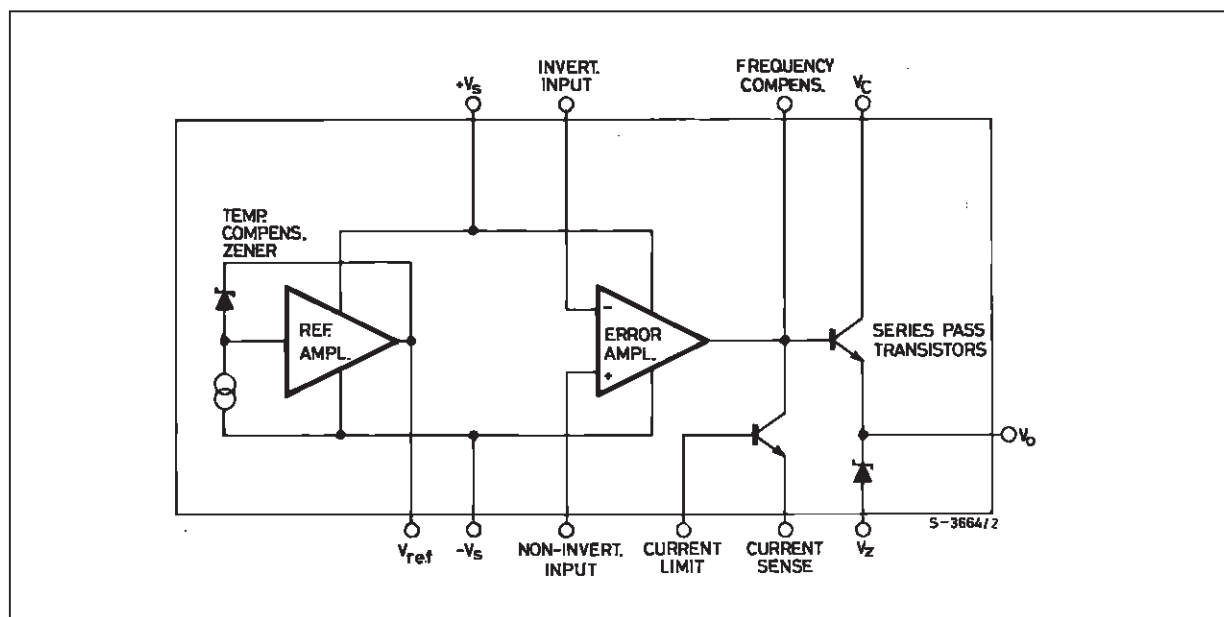 +Vs
INVERT.
INPUT
FREQUENCY
COMPENS.
Vc
TEMP.
COMPENS.
ZENER
REF.
AMPL.
-
ERROR
AMPL.
+
SERIES PASS
TRANSISTORS
Vo
S-3664/2
Vref
-Vs
NON-INVERT.
INPUT
CURRENT
LIMIT
CURRENT
SENSE
Vz